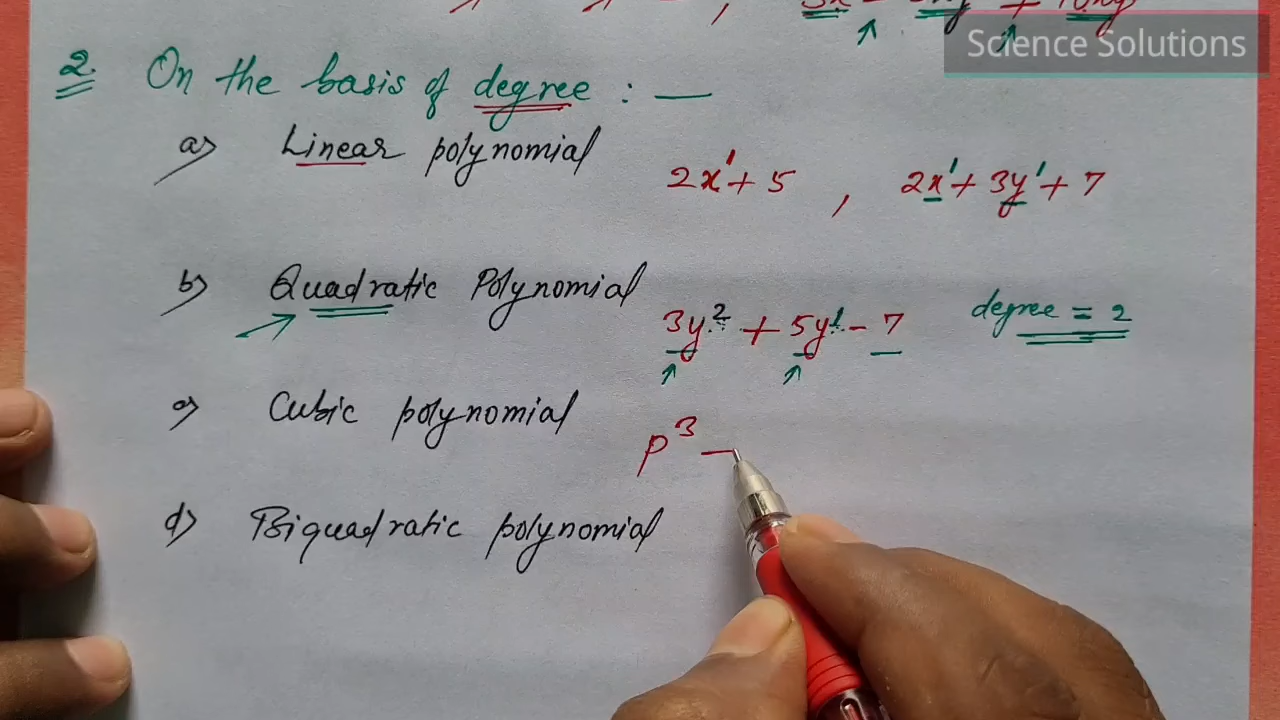 Science Solutions
2. On the basis of degree : —
a) Linear polynomial 2x¹ + 5 , 2x¹ + 3y¹ + 7
b) Quadratic Polynomial 3y² + 5y¹ - 7 degree = 2
c) Cubic polynomial p³ —
d) Biquadratic polynomial